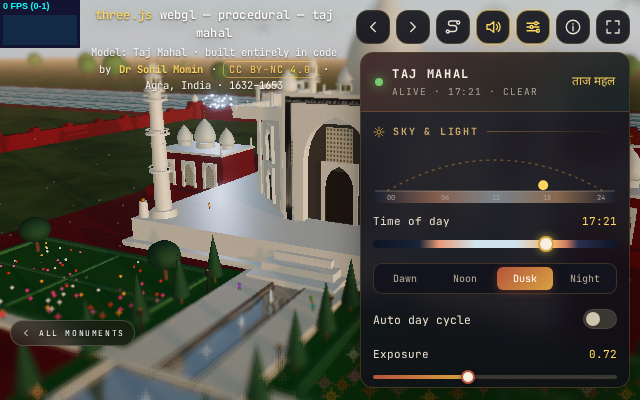 0 FPS (0-1)
three.js webgl — procedural — taj
mahal
Model: Taj Mahal · built entirely in code
by Dr Sohil Momin · CC BY-NC 4.0 ·
Agra, India · 1632–1653
TAJ MAHAL
ALIVE · 17:21 · CLEAR
ताज महल
SKY & LIGHT
00 06 12 18 24
Time of day 17:21
Dawn Noon Dusk Night
Auto day cycle
Exposure 0.72
ALL MONUMENTS